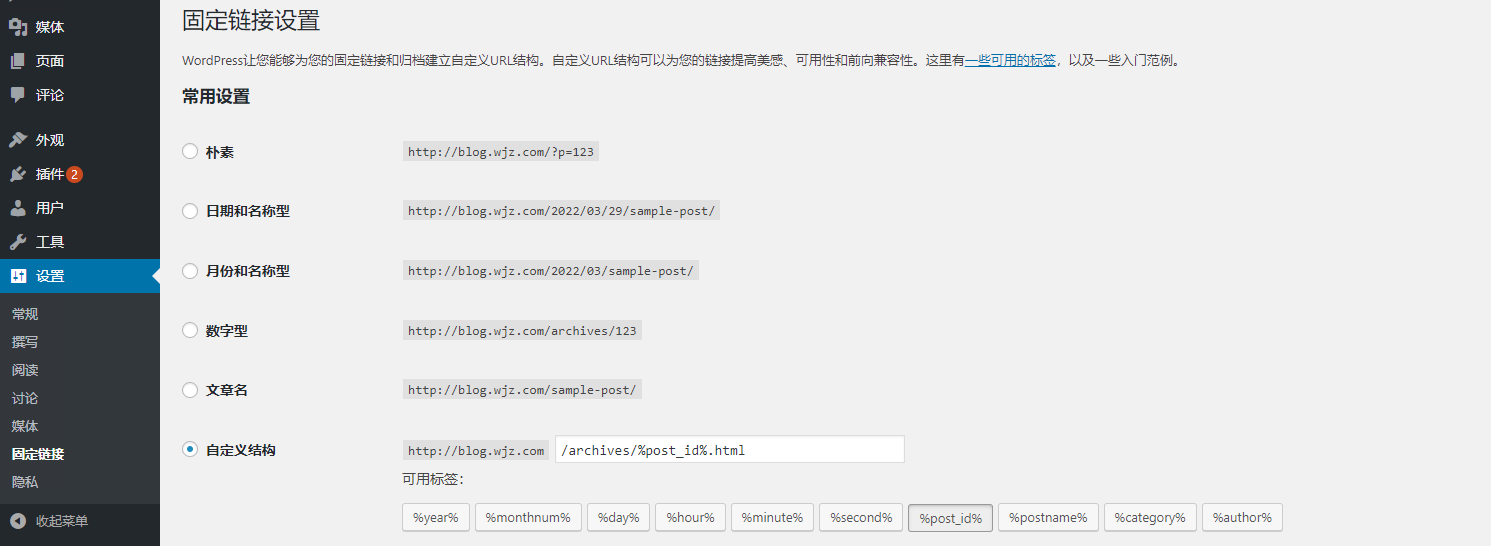 媒体
页面
评论
外观
插件 2
用户
工具
设置
常规
撰写
阅读
讨论
媒体
固定链接
隐私
收起菜单
固定链接设置
WordPress让您能够为您的固定链接和归档建立自定义URL结构。自定义URL结构可以为您的链接提高美感、可用性和前向兼容性。这里有一些可用的标签，以及一些入门范例。
常用设置
朴素 http://blog.wjz.com/?p=123
日期和名称型 http://blog.wjz.com/2022/03/29/sample-post/
月份和名称型 http://blog.wjz.com/2022/03/sample-post/
数字型 http://blog.wjz.com/archives/123
文章名 http://blog.wjz.com/sample-post/
自定义结构 http://blog.wjz.com /archives/%post_id%.html
可用标签：
%year% %monthnum% %day% %hour% %minute% %second% %post_id% %postname% %category% %author%